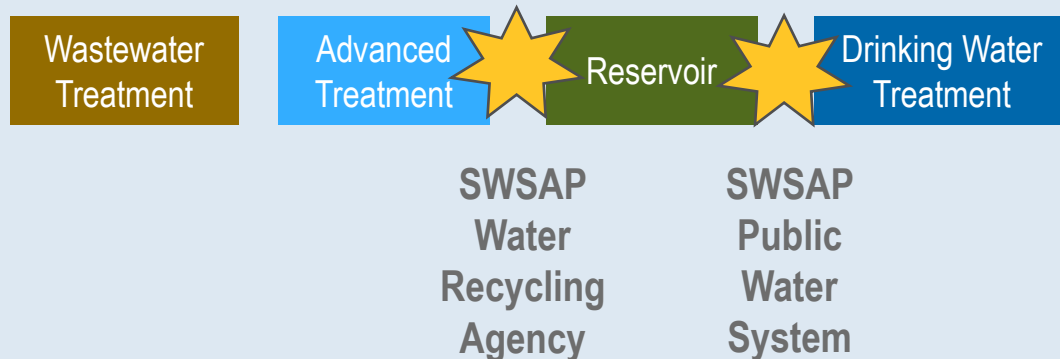 Wastewater
Treatment
Advanced
Treatment
Reservoir
Drinking Water
Treatment
SWSAP
Water
Recycling
Agency
SWSAP
Public
Water
System